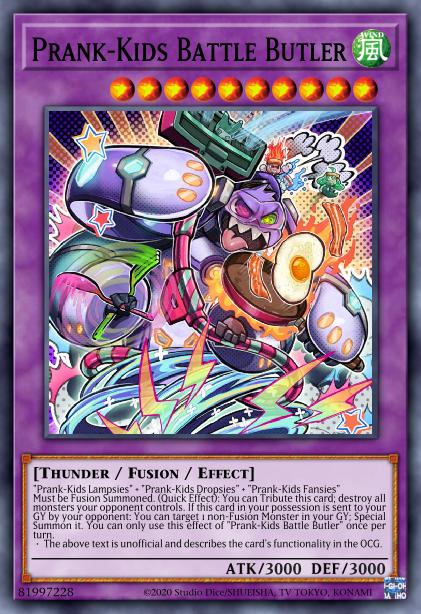 PRANK-KIDS BATTLE BUTLER
WIND
風
[THUNDER / FUSION / EFFECT]
"Prank-Kids Lampsies" + "Prank-Kids Dropsies" + "Prank-Kids Fansies"
Must be Fusion Summoned. (Quick Effect): You can Tribute this card; destroy all
monsters your opponent controls. If this card in your possession is sent to your
GY by your opponent: You can target 1 non-Fusion Monster in your GY; Special
Summon it. You can only use this effect of "Prank-Kids Battle Butler" once per
turn.
· The above text is unofficial and describes the card's functionality in the OCG.
ATK/3000 DEF/3000
81997228
©2020 Studio Dice/SHUEISHA, TV TOKYO, KONAMI